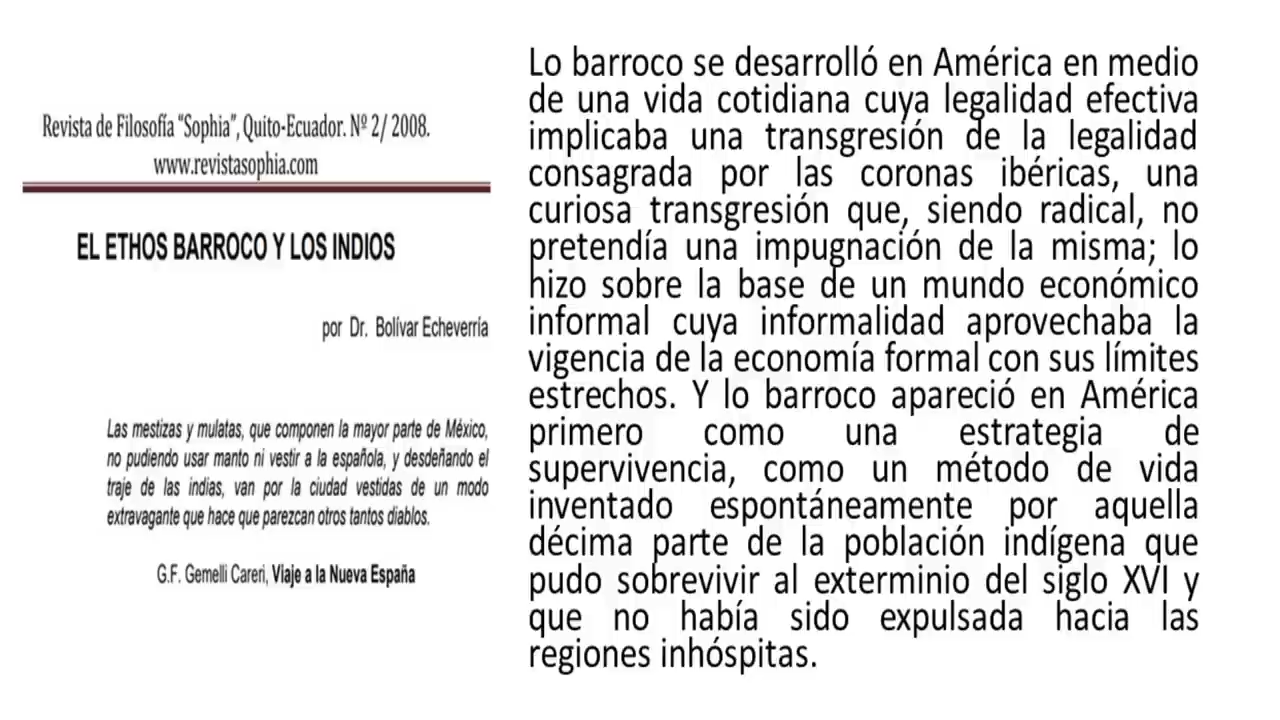 Revista de Filosofía “Sophia”, Quito-Ecuador. Nº 2/ 2008.
www.revistasophia.com
EL ETHOS BARROCO Y LOS INDIOS
por Dr. Bolívar Echeverría
Las mestizas y mulatas, que componen la mayor parte de México,
no pudiendo usar manto ni vestir a la española, y desdeñando el
traje de las indias, van por la ciudad vestidas de un modo
extravagante que hace que parezcan otros tantos diablos.
G.F. Gemelli Careri, Viaje a la Nueva España
Lo barroco se desarrolló en América en medio
de una vida cotidiana cuya legalidad efectiva
implicaba una transgresión de la legalidad
consagrada por las coronas ibéricas, una
curiosa transgresión que, siendo radical, no
pretendía una impugnación de la misma; lo
hizo sobre la base de un mundo económico
informal cuya informalidad aprovechaba la
vigencia de la economía formal con sus límites
estrechos. Y lo barroco apareció en América
primero como una estrategia de
supervivencia, como un método de vida
inventado espontáneamente por aquella
décima parte de la población indígena que
pudo sobrevivir al exterminio del siglo XVI y
que no había sido expulsada hacia las
regiones inhóspitas.